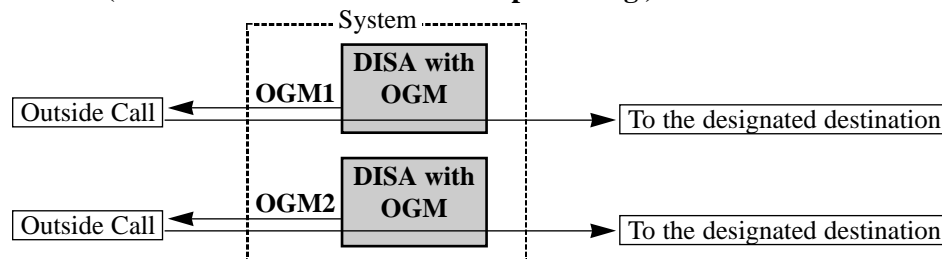 System
DISA with
OGM
OGM1
Outside Call
To the designated destination
DISA with
OGM
OGM2
Outside Call
To the designated destination